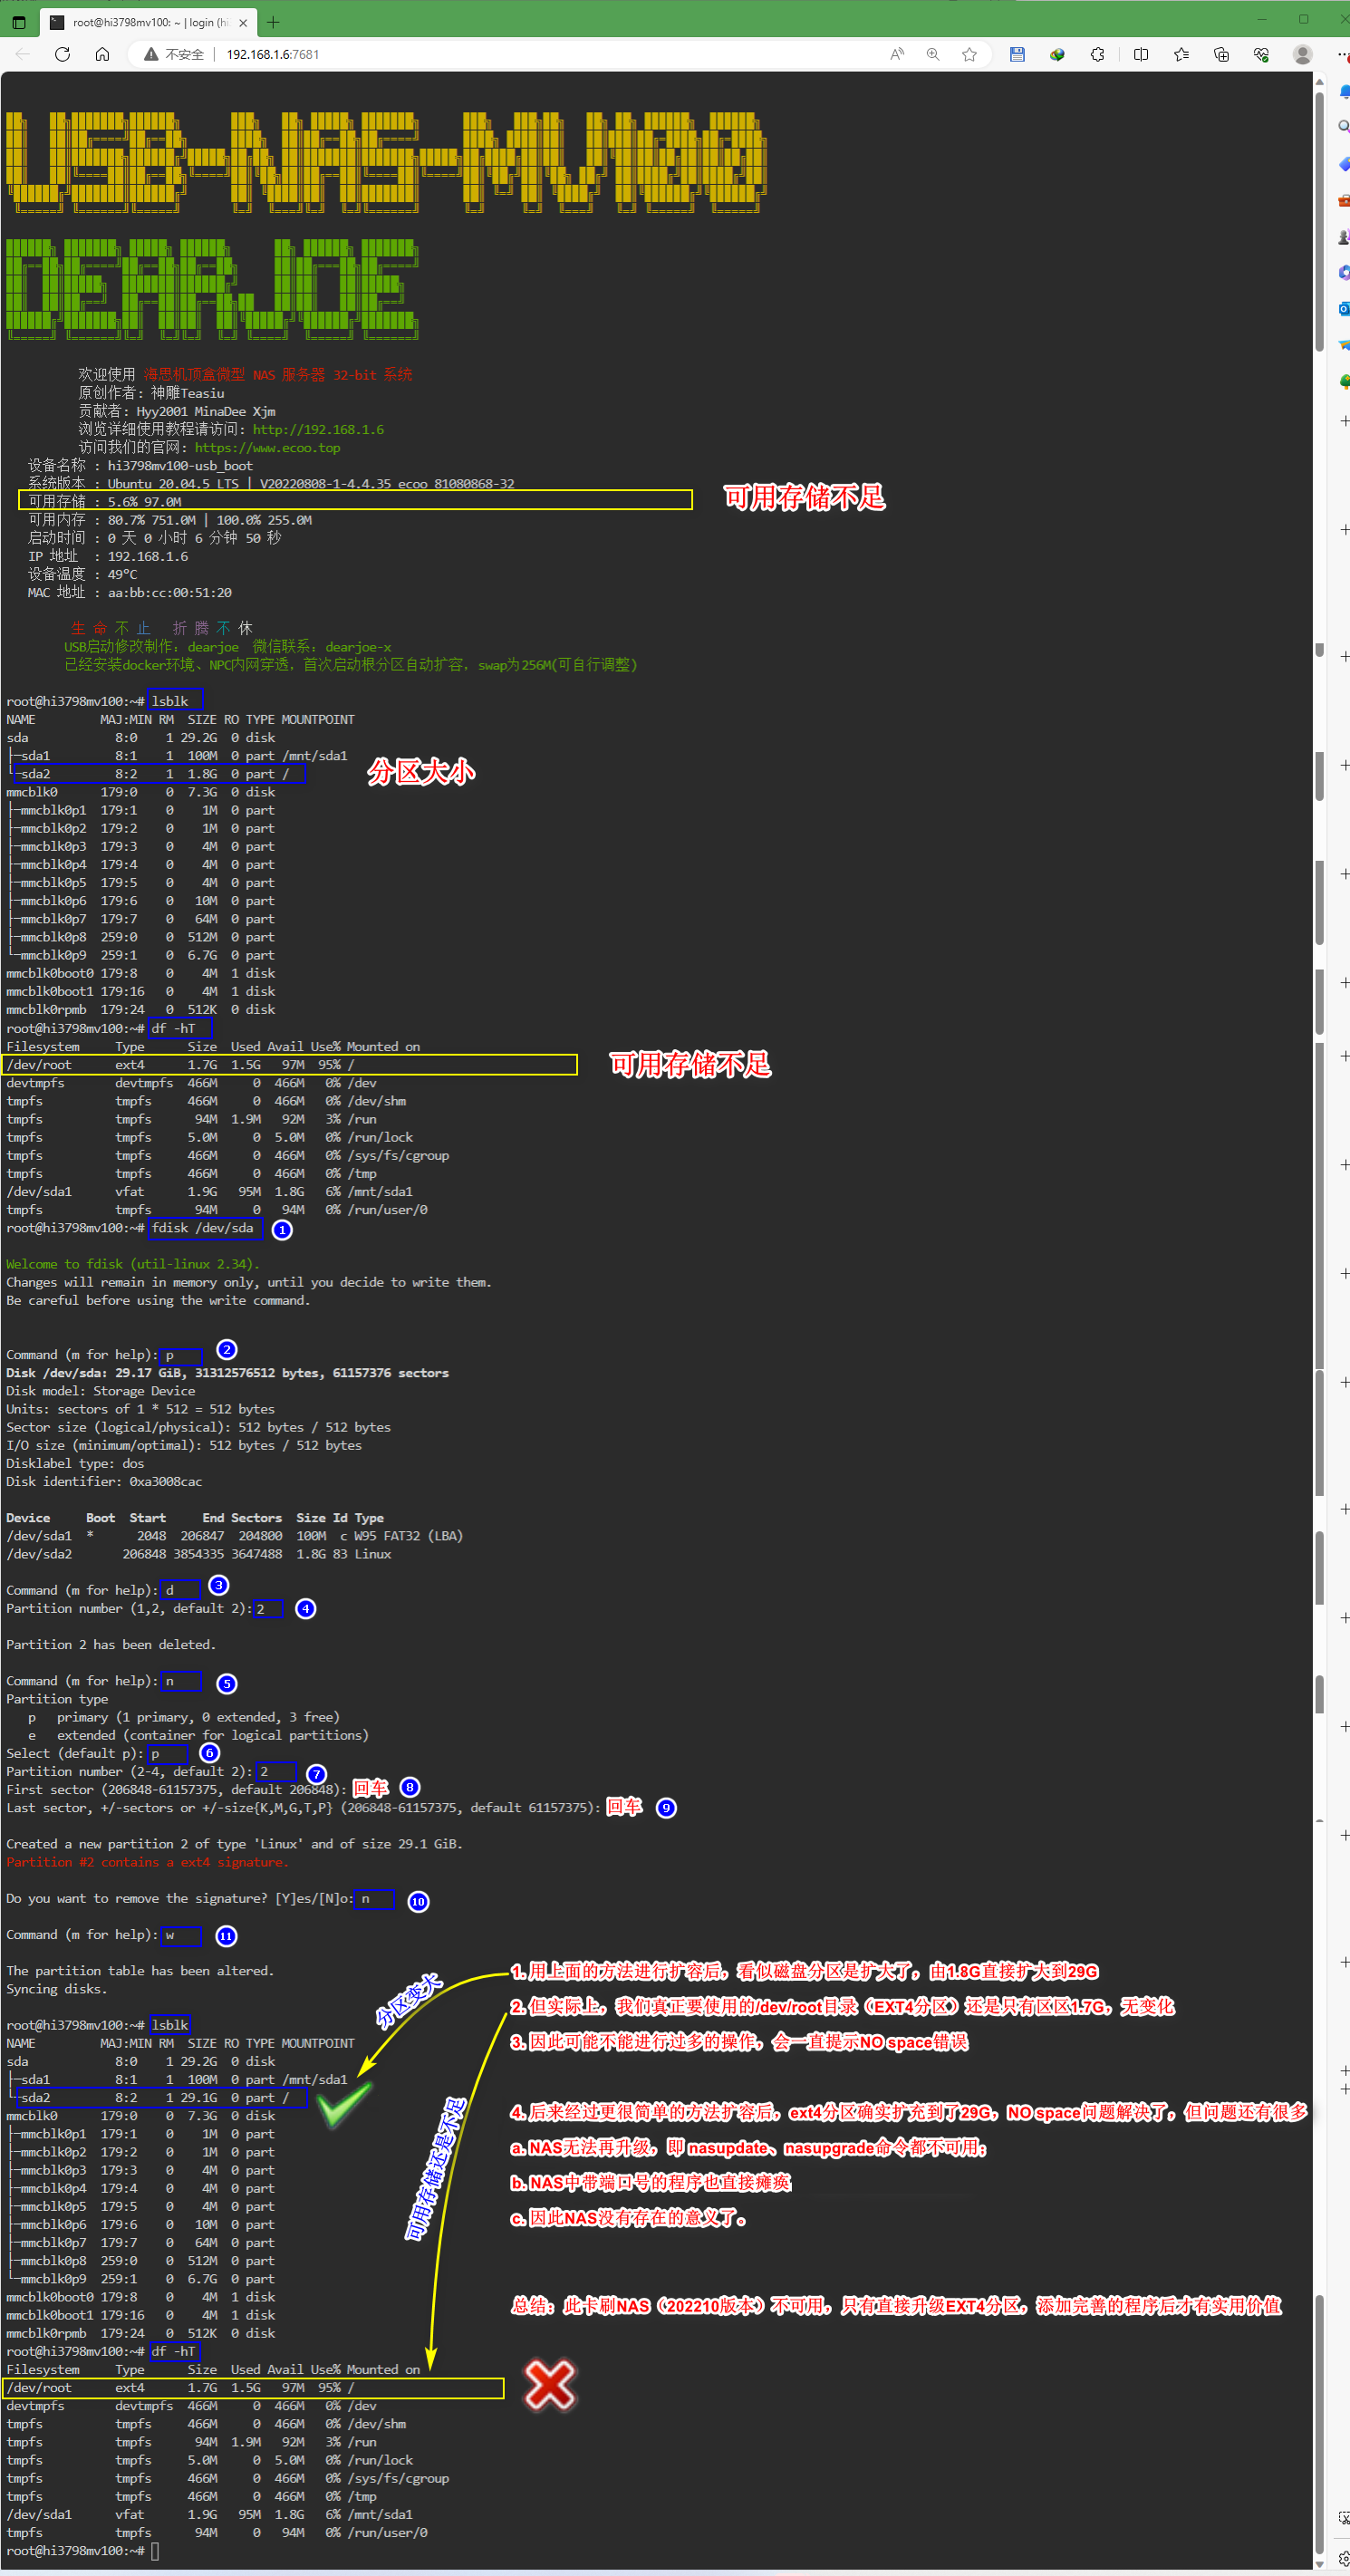 root@hi3798mv100: ~ | login (hi
不安全 | 192.168.1.6:7681
USB-NAS-MV100
DEARJOE
欢迎使用 海思机顶盒微型 NAS 服务器 32-bit 系统
原创作者: 神雕Teasiu
贡献者: Hyy2001 MinaDee Xjm
浏览详细使用教程请访问: http://192.168.1.6
访问我们的官网: https://www.ecoo.top
设备名称 : hi3798mv100-usb_boot
系统版本 : Ubuntu 20.04.5 LTS | V20220808-1-4.4.35_ecoo_81080868-32
可用存储 : 5.6% 97.0M
可用存储不足
可用内存 : 80.7% 751.0M | 100.0% 255.0M
启动时间 : 0 天 0 小时 6 分钟 50 秒
IP 地址 : 192.168.1.6
设备温度 : 49°C
MAC 地址 : aa:bb:cc:00:51:20
生 命 不 止 折 腾 不 休
USB启动修改制作: dearjoe 微信联系: dearjoe-x
已经安装docker环境、NPC内网穿透, 首次启动根分区自动扩容, swap为256M(可自行调整)
root@hi3798mv100:~# lsblk
NAME MAJ:MIN RM SIZE RO TYPE MOUNTPOINT
sda 8:0 1 29.2G 0 disk
├─sda1 8:1 1 100M 0 part /mnt/sda1
└─sda2 8:2 1 1.8G 0 part /
分区大小
mmcblk0 179:0 0 7.3G 0 disk
├─mmcblk0p1 179:1 0 1M 0 part
├─mmcblk0p2 179:2 0 1M 0 part
├─mmcblk0p3 179:3 0 4M 0 part
├─mmcblk0p4 179:4 0 4M 0 part
├─mmcblk0p5 179:5 0 4M 0 part
├─mmcblk0p6 179:6 0 10M 0 part
├─mmcblk0p7 179:7 0 64M 0 part
├─mmcblk0p8 259:0 0 512M 0 part
└─mmcblk0p9 259:1 0 6.7G 0 part
mmcblk0boot0 179:8 0 4M 1 disk
mmcblk0boot1 179:16 0 4M 1 disk
mmcblk0rpmb 179:24 0 512K 0 disk
root@hi3798mv100:~# df -hT
Filesystem Type Size Used Avail Use% Mounted on
/dev/root ext4 1.7G 1.5G 97M 95% /
可用存储不足
devtmpfs devtmpfs 466M 0 466M 0% /dev
tmpfs tmpfs 466M 0 466M 0% /dev/shm
tmpfs tmpfs 94M 1.9M 92M 3% /run
tmpfs tmpfs 5.0M 0 5.0M 0% /run/lock
tmpfs tmpfs 466M 0 466M 0% /sys/fs/cgroup
tmpfs tmpfs 466M 0 466M 0% /tmp
/dev/sda1 vfat 1.9G 95M 1.8G 6% /mnt/sda1
tmpfs tmpfs 94M 0 94M 0% /run/user/0
root@hi3798mv100:~# fdisk /dev/sda 1
Welcome to fdisk (util-linux 2.34).
Changes will remain in memory only, until you decide to write them.
Be careful before using the write command.
Command (m for help): p 2
Disk /dev/sda: 29.17 GiB, 31312576512 bytes, 61157376 sectors
Disk model: Storage Device
Units: sectors of 1 * 512 = 512 bytes
Sector size (logical/physical): 512 bytes / 512 bytes
I/O size (minimum/optimal): 512 bytes / 512 bytes
Disklabel type: dos
Disk identifier: 0xa3008cac
Device Boot Start End Sectors Size Id Type
/dev/sda1 * 2048 206847 204800 100M c W95 FAT32 (LBA)
/dev/sda2 206848 3854335 3647488 1.8G 83 Linux
Command (m for help): d 3
Partition number (1,2, default 2): 2 4
Partition 2 has been deleted.
Command (m for help): n 5
Partition type
p primary (1 primary, 0 extended, 3 free)
e extended (container for logical partitions)
Select (default p): p 6
Partition number (2-4, default 2): 2 7
First sector (206848-61157375, default 206848): 回车 8
Last sector, +/-sectors or +/-size{K,M,G,T,P} (206848-61157375, default 61157375): 回车 9
Created a new partition 2 of type 'Linux' and of size 29.1 GiB.
Partition #2 contains a ext4 signature.
Do you want to remove the signature? [Y]es/[N]o: n 10
Command (m for help): w 11
The partition table has been altered.
Syncing disks.
1. 用上面的方法进行扩容后，看似磁盘分区是扩大了，由1.8G直接扩大到29G
2. 但实际上，我们真正要使用的/dev/root目录（EXT4分区）还是只有区区1.7G，无变化
3. 因此可能不能进行过多的操作，会一直提示NO space错误
4. 后来经过更很简单的方法扩容后，ext4分区确实扩充到了29G，NO space问题解决了，但问题还有很多
a. NAS无法再升级，即 nasupdate、nasupgrade命令都不可用；
b. NAS中带端口号的程序也直接瘫痪
c. 因此NAS没有存在的意义了。
总结：此卡刷NAS（202210版本）不可用，只有直接升级EXT4分区，添加完善的程序后才有实用价值
分区变大
可用存储还是不足
root@hi3798mv100:~# lsblk
NAME MAJ:MIN RM SIZE RO TYPE MOUNTPOINT
sda 8:0 1 29.2G 0 disk
├─sda1 8:1 1 100M 0 part /mnt/sda1
└─sda2 8:2 1 29.1G 0 part /
mmcblk0 179:0 0 7.3G 0 disk
├─mmcblk0p1 179:1 0 1M 0 part
├─mmcblk0p2 179:2 0 1M 0 part
├─mmcblk0p3 179:3 0 4M 0 part
├─mmcblk0p4 179:4 0 4M 0 part
├─mmcblk0p5 179:5 0 4M 0 part
├─mmcblk0p6 179:6 0 10M 0 part
├─mmcblk0p7 179:7 0 64M 0 part
├─mmcblk0p8 259:0 0 512M 0 part
└─mmcblk0p9 259:1 0 6.7G 0 part
mmcblk0boot0 179:8 0 4M 1 disk
mmcblk0boot1 179:16 0 4M 1 disk
mmcblk0rpmb 179:24 0 512K 0 disk
root@hi3798mv100:~# df -hT
Filesystem Type Size Used Avail Use% Mounted on
/dev/root ext4 1.7G 1.5G 97M 95% /
devtmpfs devtmpfs 466M 0 466M 0% /dev
tmpfs tmpfs 466M 0 466M 0% /dev/shm
tmpfs tmpfs 94M 1.9M 92M 3% /run
tmpfs tmpfs 5.0M 0 5.0M 0% /run/lock
tmpfs tmpfs 466M 0 466M 0% /sys/fs/cgroup
tmpfs tmpfs 466M 0 466M 0% /tmp
/dev/sda1 vfat 1.9G 95M 1.8G 6% /mnt/sda1
tmpfs tmpfs 94M 0 94M 0% /run/user/0
root@hi3798mv100:~#